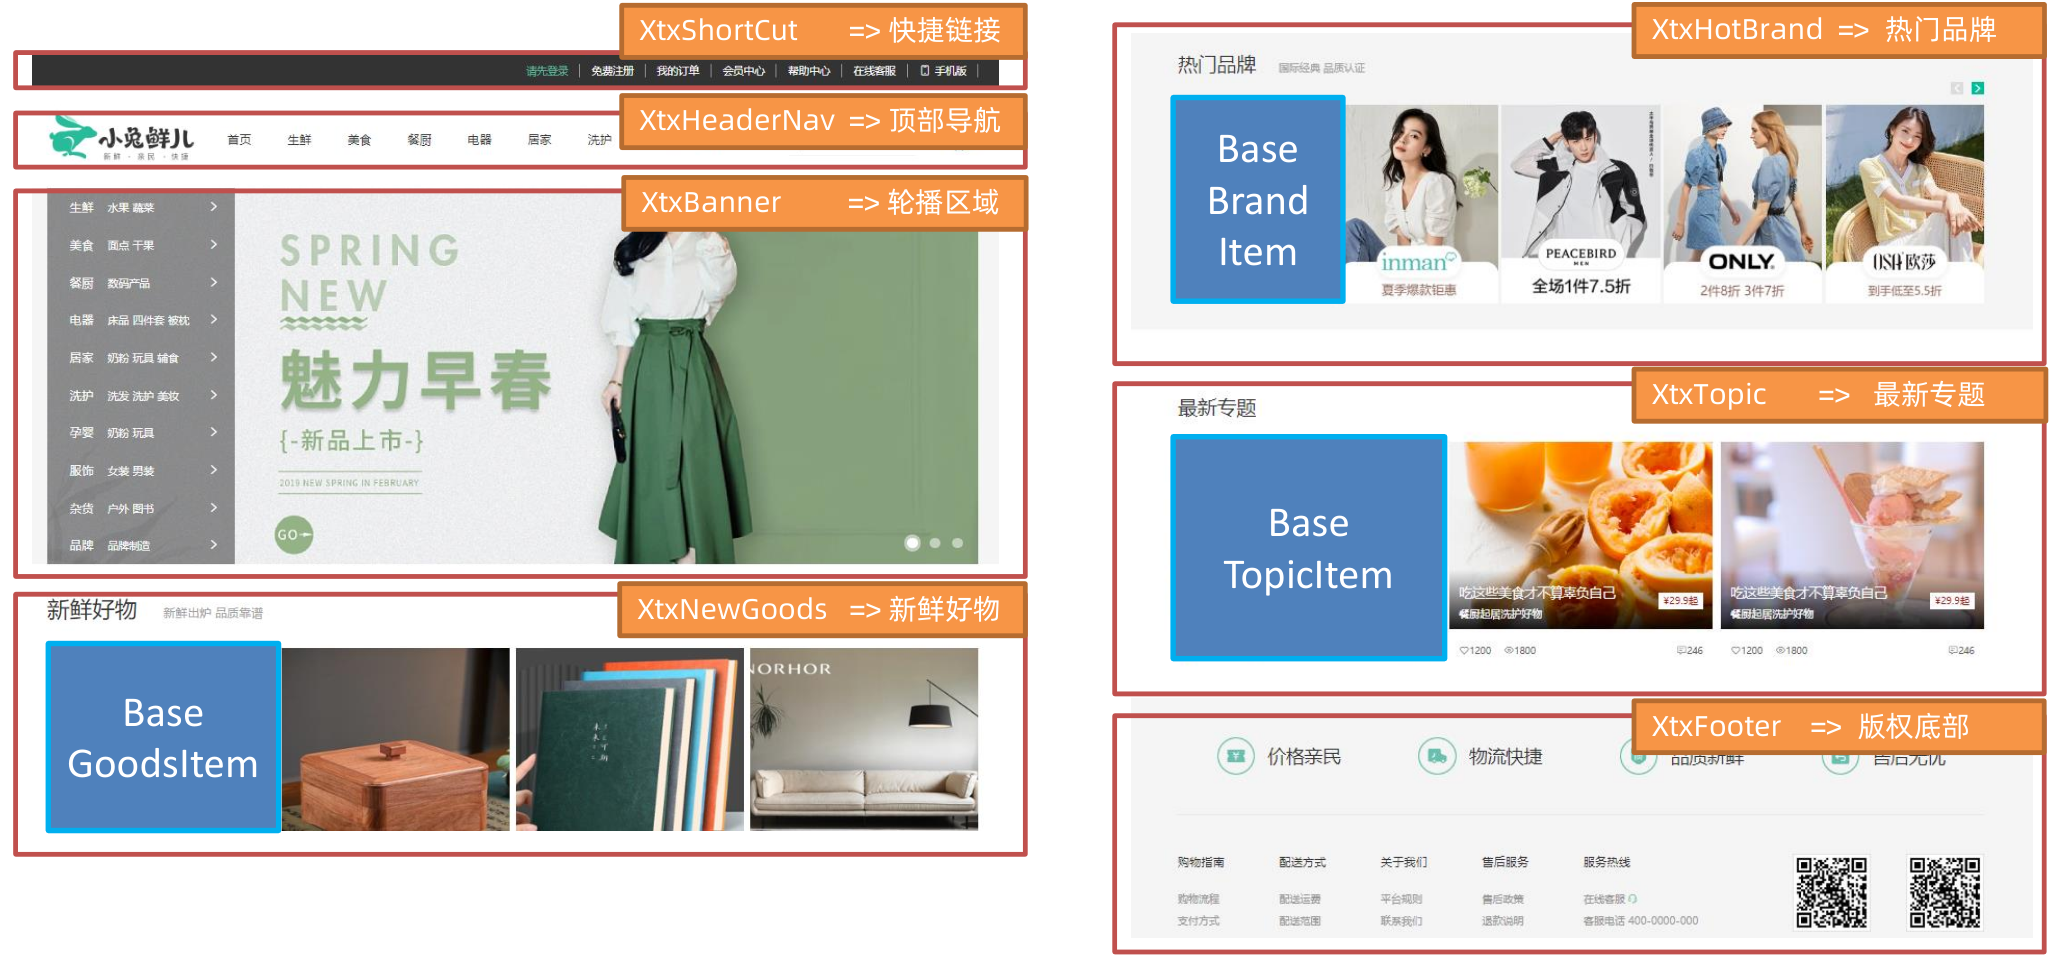 XtxShortCut => 快捷链接
请先登录 免费注册 我的订单 会员中心 帮助中心 在线客服 手机版
XtxHeaderNav => 顶部导航
小兔鲜儿
新鲜 · 亲民 · 快捷
首页 生鲜 美食 餐厨 电器 居家 洗护
XtxBanner => 轮播区域
生鲜 水果 蔬菜
美食 面点 干果
餐厨 数码产品
电器 床品 四件套 被枕
居家 奶粉 玩具 辅食
洗护 洗发 洗护 美妆
孕婴 奶粉 玩具
服饰 女装 男装
杂货 户外 图书
品牌 品牌制造
SPRING
NEW
魅力早春
{-新品上市-}
2019 NEW SPRING IN FEBRUARY
GO
XtxNewGoods => 新鲜好物
新鲜好物 新鲜出炉 品质靠谱
Base
GoodsItem
NORHOR
XtxHotBrand => 热门品牌
热门品牌 国际经典 品质认证
Base
Brand
Item
inman
夏季爆款钜惠
PEACEBIRD
MEN
全场1件7.5折
ONLY
2件8折 3件7折
OSA 欧莎
到手低至5.5折
XtxTopic => 最新专题
最新专题
Base
TopicItem
吃这些美食才不算辜负自己
餐厨起居洗护好物
¥29.9起
1200 1800 246
吃这些美食才不算辜负自己
餐厨起居洗护好物
¥29.9起
1200 1800 246
XtxFooter => 版权底部
价格亲民 物流快捷 品质新鲜 售后无忧
购物指南 配送方式 关于我们 售后服务 服务热线
购物流程 配送运费 平台规则 售后政策 在线客服
支付方式 配送范围 联系我们 退款说明 客服电话 400-0000-000